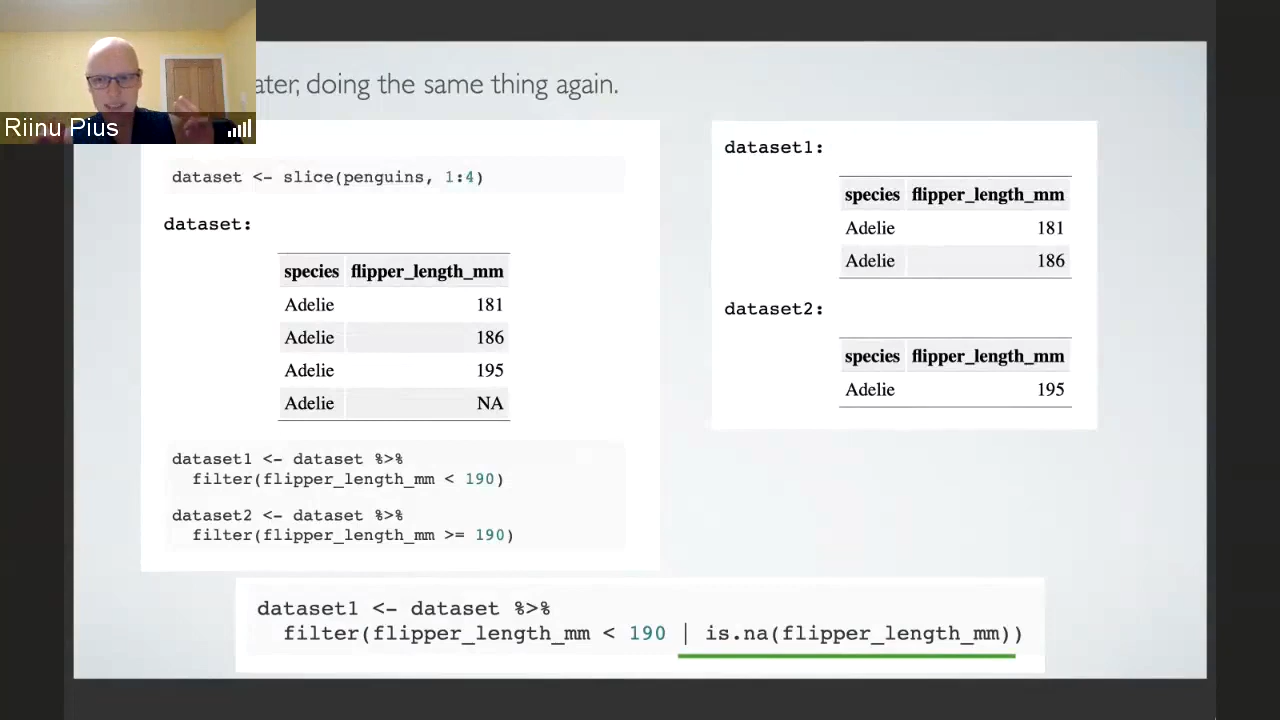 ater, doing the same thing again.
Riinu Pius
dataset <- slice(penguins, 1:4)
dataset:
species flipper_length_mm
Adelie 181
Adelie 186
Adelie 195
Adelie NA
dataset1 <- dataset %>%
filter(flipper_length_mm < 190)
dataset2 <- dataset %>%
filter(flipper_length_mm >= 190)
dataset1:
species flipper_length_mm
Adelie 181
Adelie 186
dataset2:
species flipper_length_mm
Adelie 195
dataset1 <- dataset %>%
filter(flipper_length_mm < 190 | is.na(flipper_length_mm))